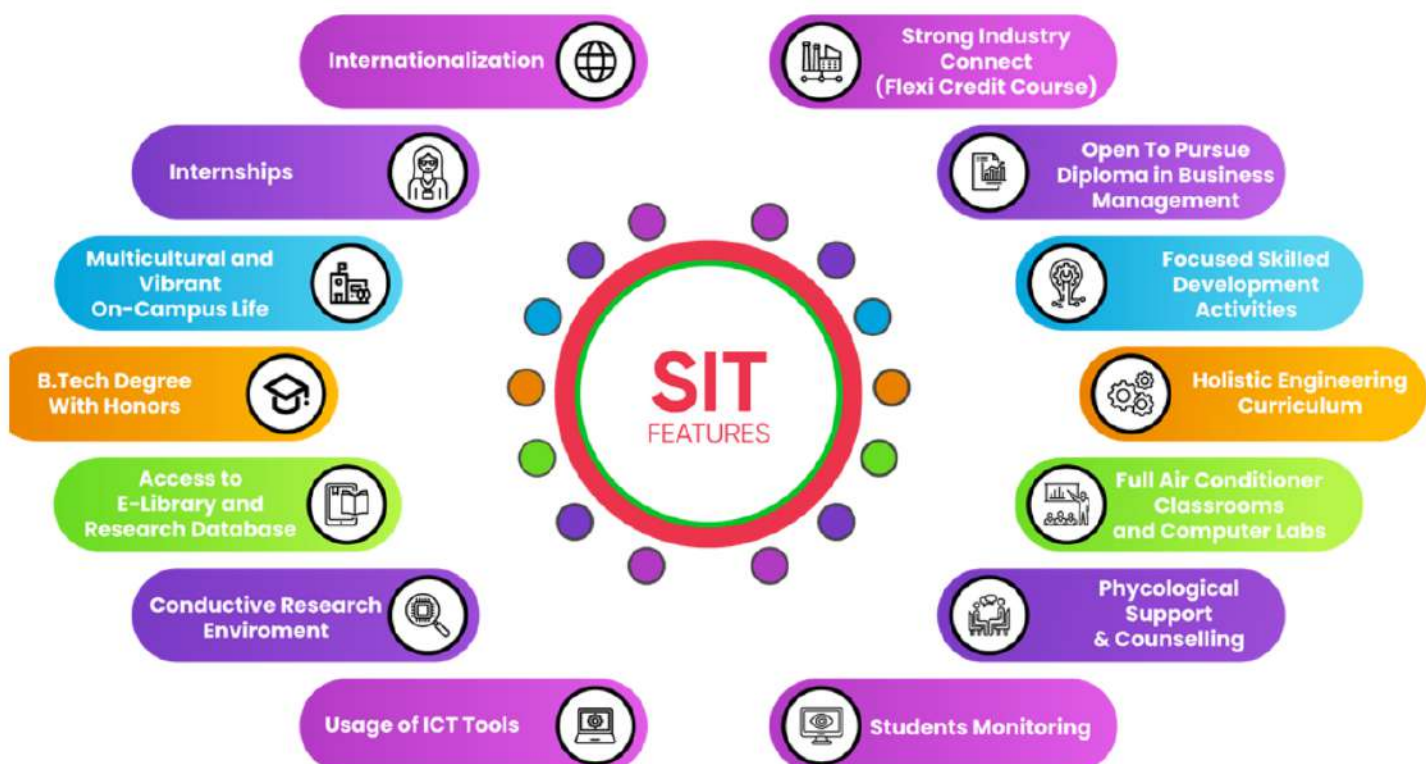 Internationalization
Internships
Multicultural and
Vibrant
On-Campus Life
B.Tech Degree
With Honors
Access to
E-Library and
Research Database
Conductive Research
Enviroment
Usage of ICT Tools
SIT
FEATURES
Strong Industry
Connect
(Flexi Credit Course)
Open To Pursue
Diploma in Business
Management
Focused Skilled
Development
Activities
Holistic Engineering
Curriculum
Full Air Conditioner
Classrooms
and Computer Labs
Phycological
Support
& Counselling
Students Monitoring